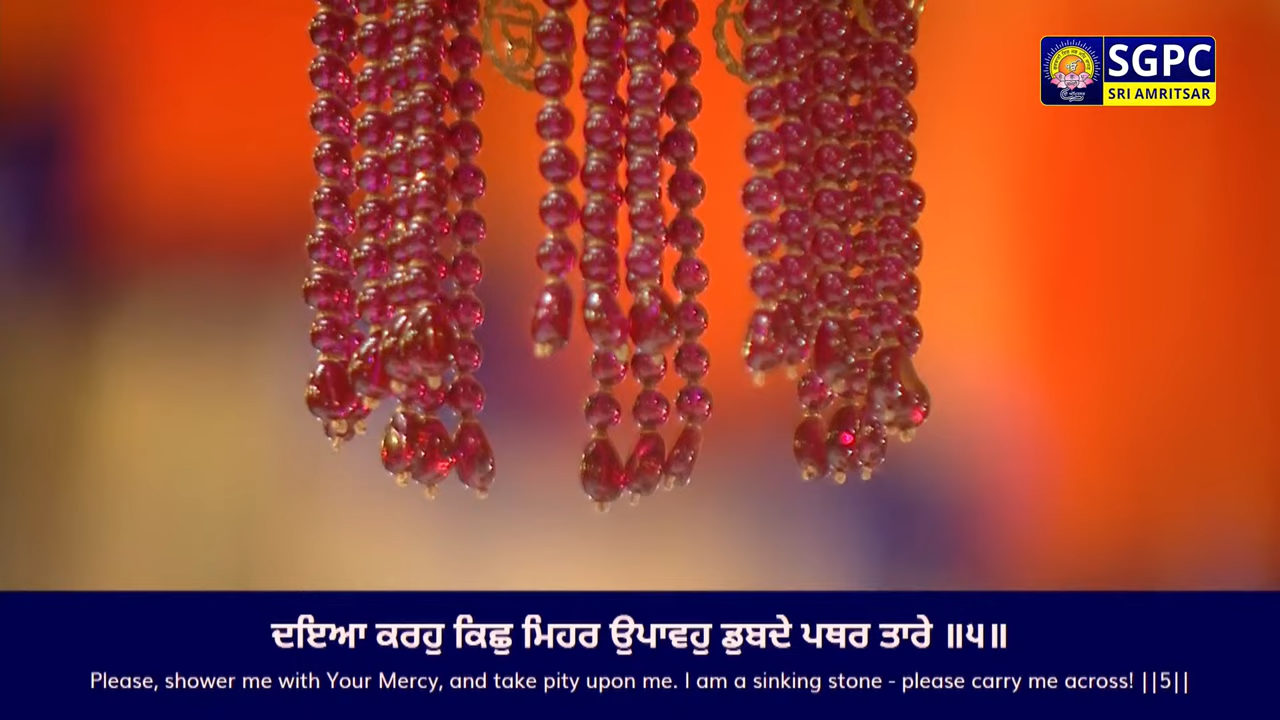 SGPC
SRI AMRITSAR
ਦਇਆ ਕਰਹੁ ਕਿਛੁ ਮਿਹਰ ਉਪਾਵਹੁ ਡੁਬਦੇ ਪਥਰ ਤਾਰੇ ॥੫॥
Please, shower me with Your Mercy, and take pity upon me. I am a sinking stone - please carry me across! ||5||